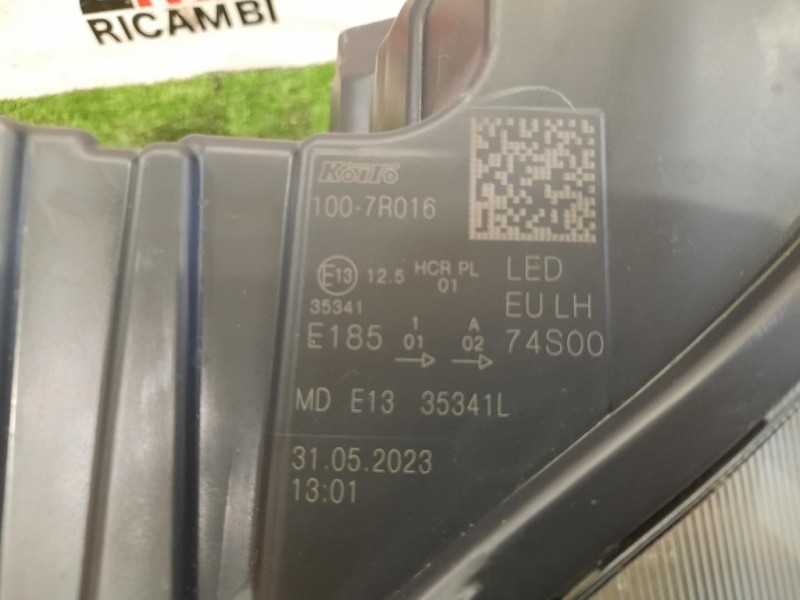 RICAMBI
KOITO
100-7R016
E13 12.5 HCR PL 01 LED
35341 EU LH
E185 1 01 A 02 74S00
MD E13 35341L
31.05.2023
13:01